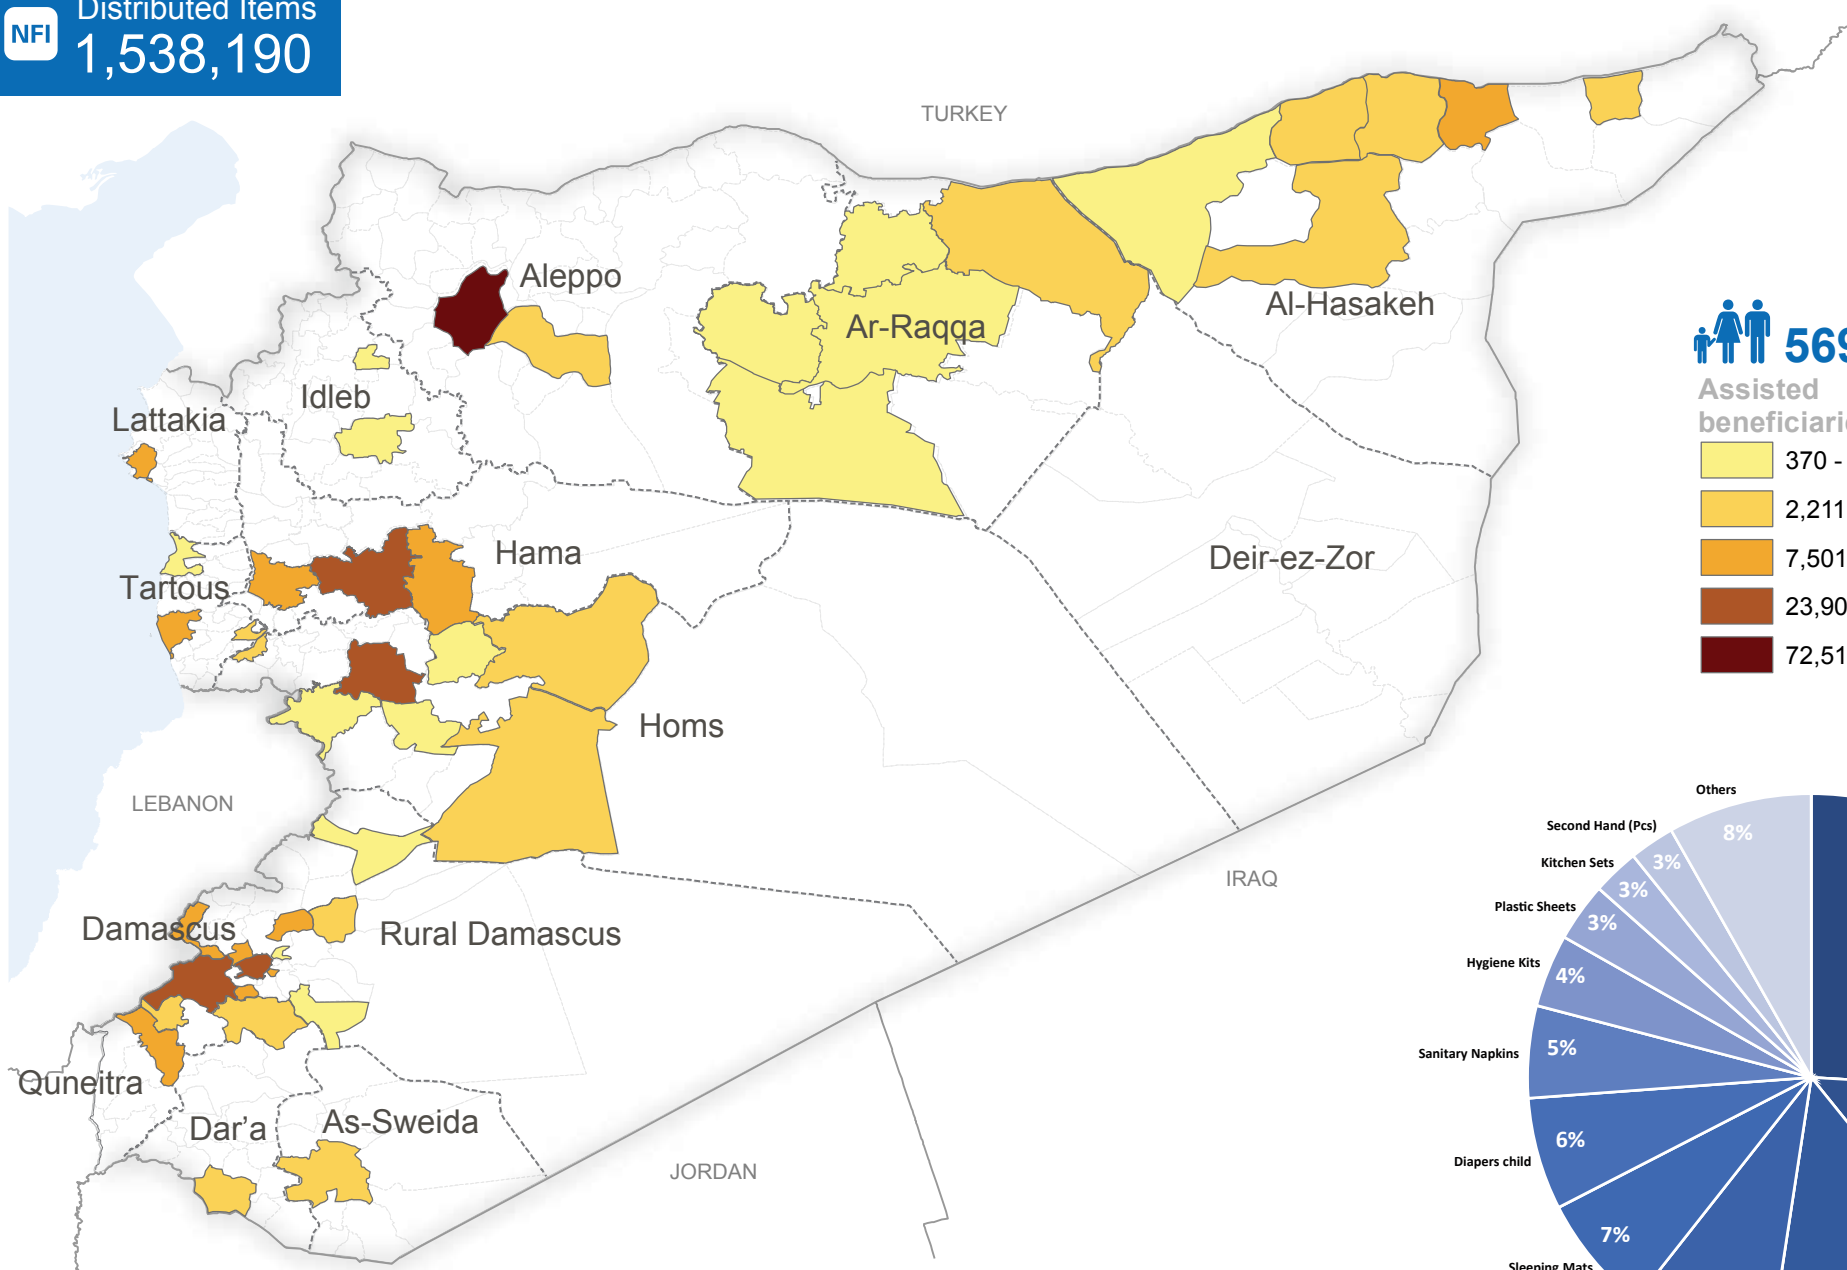 Distributed Items
NFI
1,538,190
TURKEY
Aleppo
Ar-Raqqa
Al-Hasakeh
Idleb
Lattakia
Hama
Tartous
Deir-ez-Zor
Homs
LEBANON
IRAQ
Damascus
Rural Damascus
Quneitra
Dar'a
As-Sweida
JORDAN
569
Assisted
370 -
2,211
7,501
23,90
72,51
Others
8%
Second Hand (Pcs)
3%
Kitchen Sets
3%
Plastic Sheets
3%
Hygiene Kits
4%
Sanitary Napkins
5%
Diapers child
6%
7%
Sleeping Mats